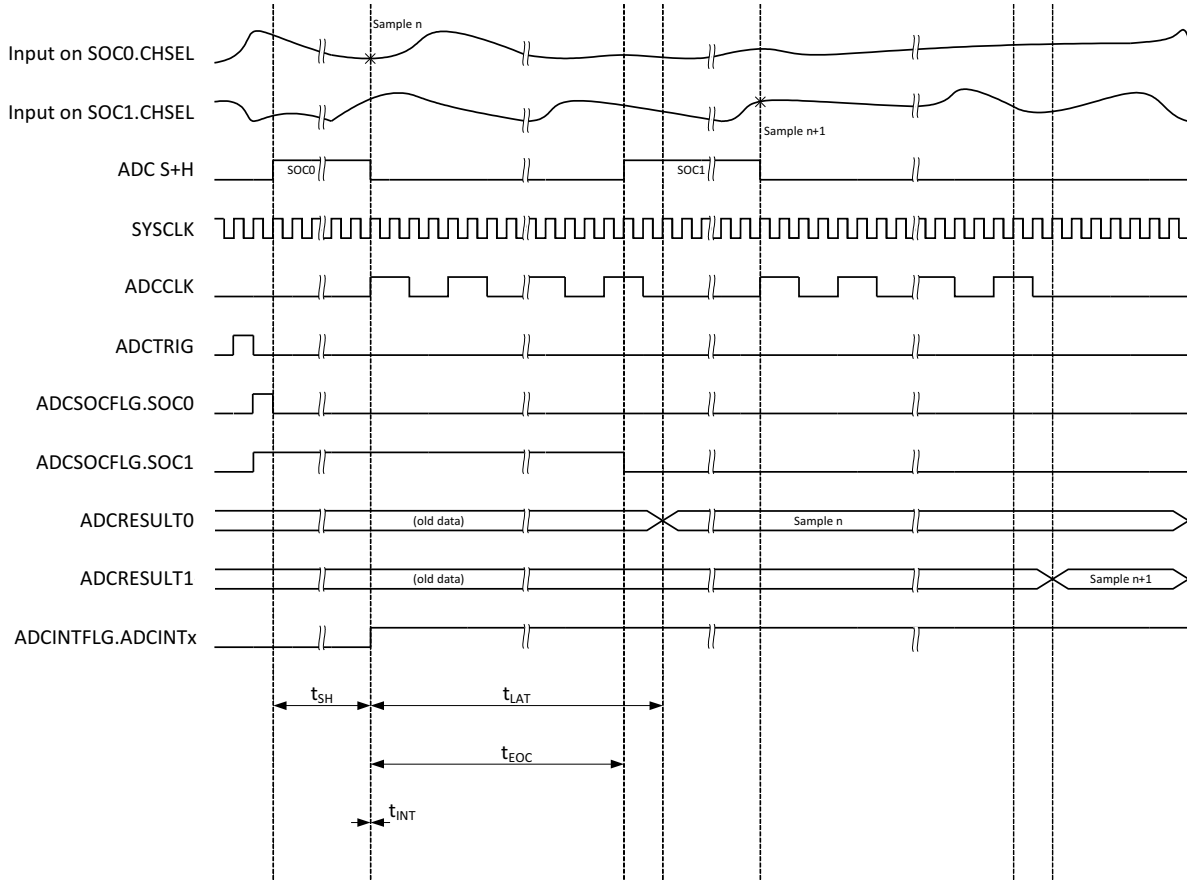 Sample n
Input on SOC0.CHSEL
Input on SOC1.CHSEL
Sample n+1
ADC S+H
SOC0
SOC1
SYSCLK
ADCCLK
ADCTRIG
ADCSOCFLG.SOC0
ADCSOCFLG.SOC1
ADCRESULT0
(old data)
Sample n
ADCRESULT1
(old data)
Sample n+1
ADCINTFLG.ADCINTx
tSH
tLAT
tEOC
tINT